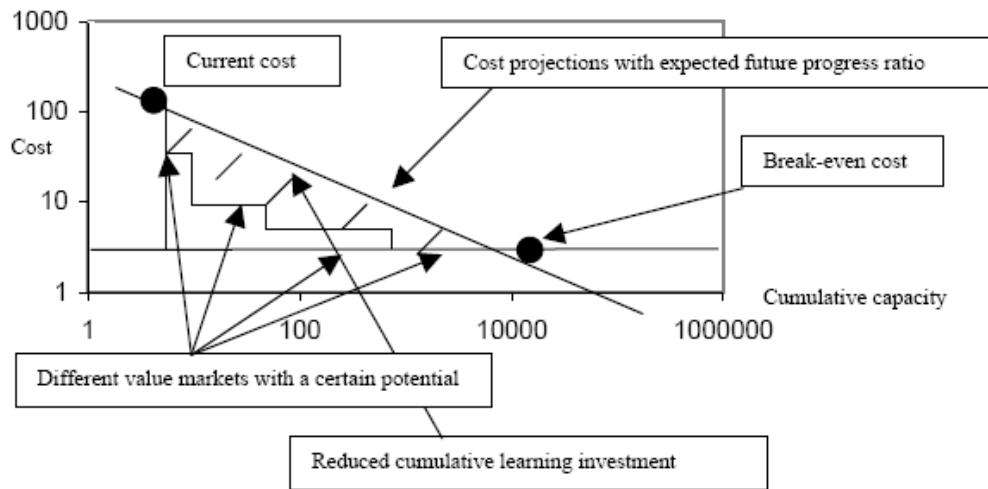 1000
Current cost
Cost projections with expected future progress ratio
100
Cost
Break-even cost
10
1
Cumulative capacity
1
100
10000
1000000
Different value markets with a certain potential
Reduced cumulative learning investment